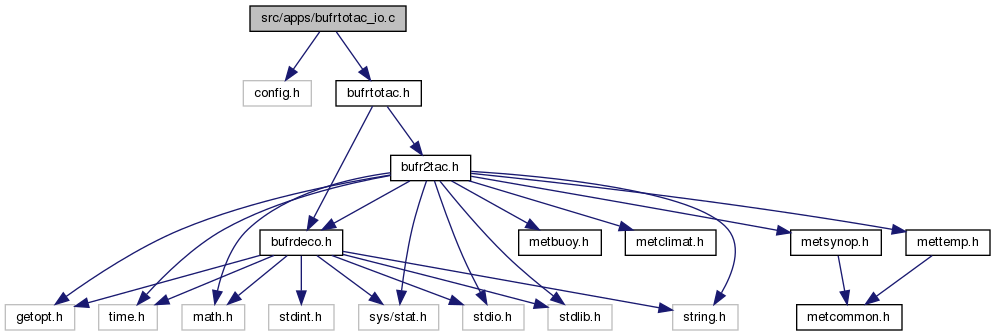 src/apps/bufrtotac_io.c
config.h
bufrtotac.h
bufr2tac.h
bufrdeco.h
metbuoy.h
metclimat.h
metsynop.h
mettemp.h
getopt.h
time.h
math.h
stdint.h
sys/stat.h
stdio.h
stdlib.h
string.h
metcommon.h